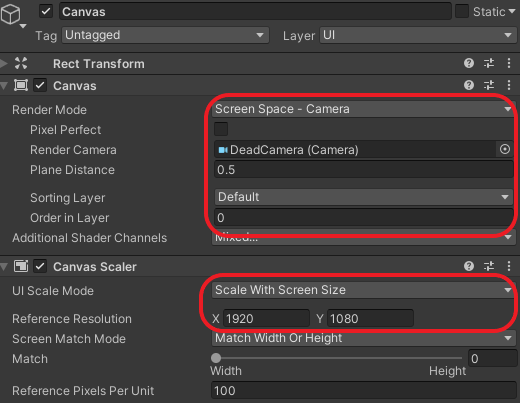 Canvas Static
Tag Untagged Layer UI
Rect Transform
Canvas
Render Mode Screen Space - Camera
Pixel Perfect
Render Camera DeadCamera (Camera)
Plane Distance 0.5
Sorting Layer Default
Order in Layer 0
Additional Shader Channels Mixed...
Canvas Scaler
UI Scale Mode Scale With Screen Size
Reference Resolution X 1920 Y 1080
Screen Match Mode Match Width Or Height
Match 0
Width Height
Reference Pixels Per Unit 100